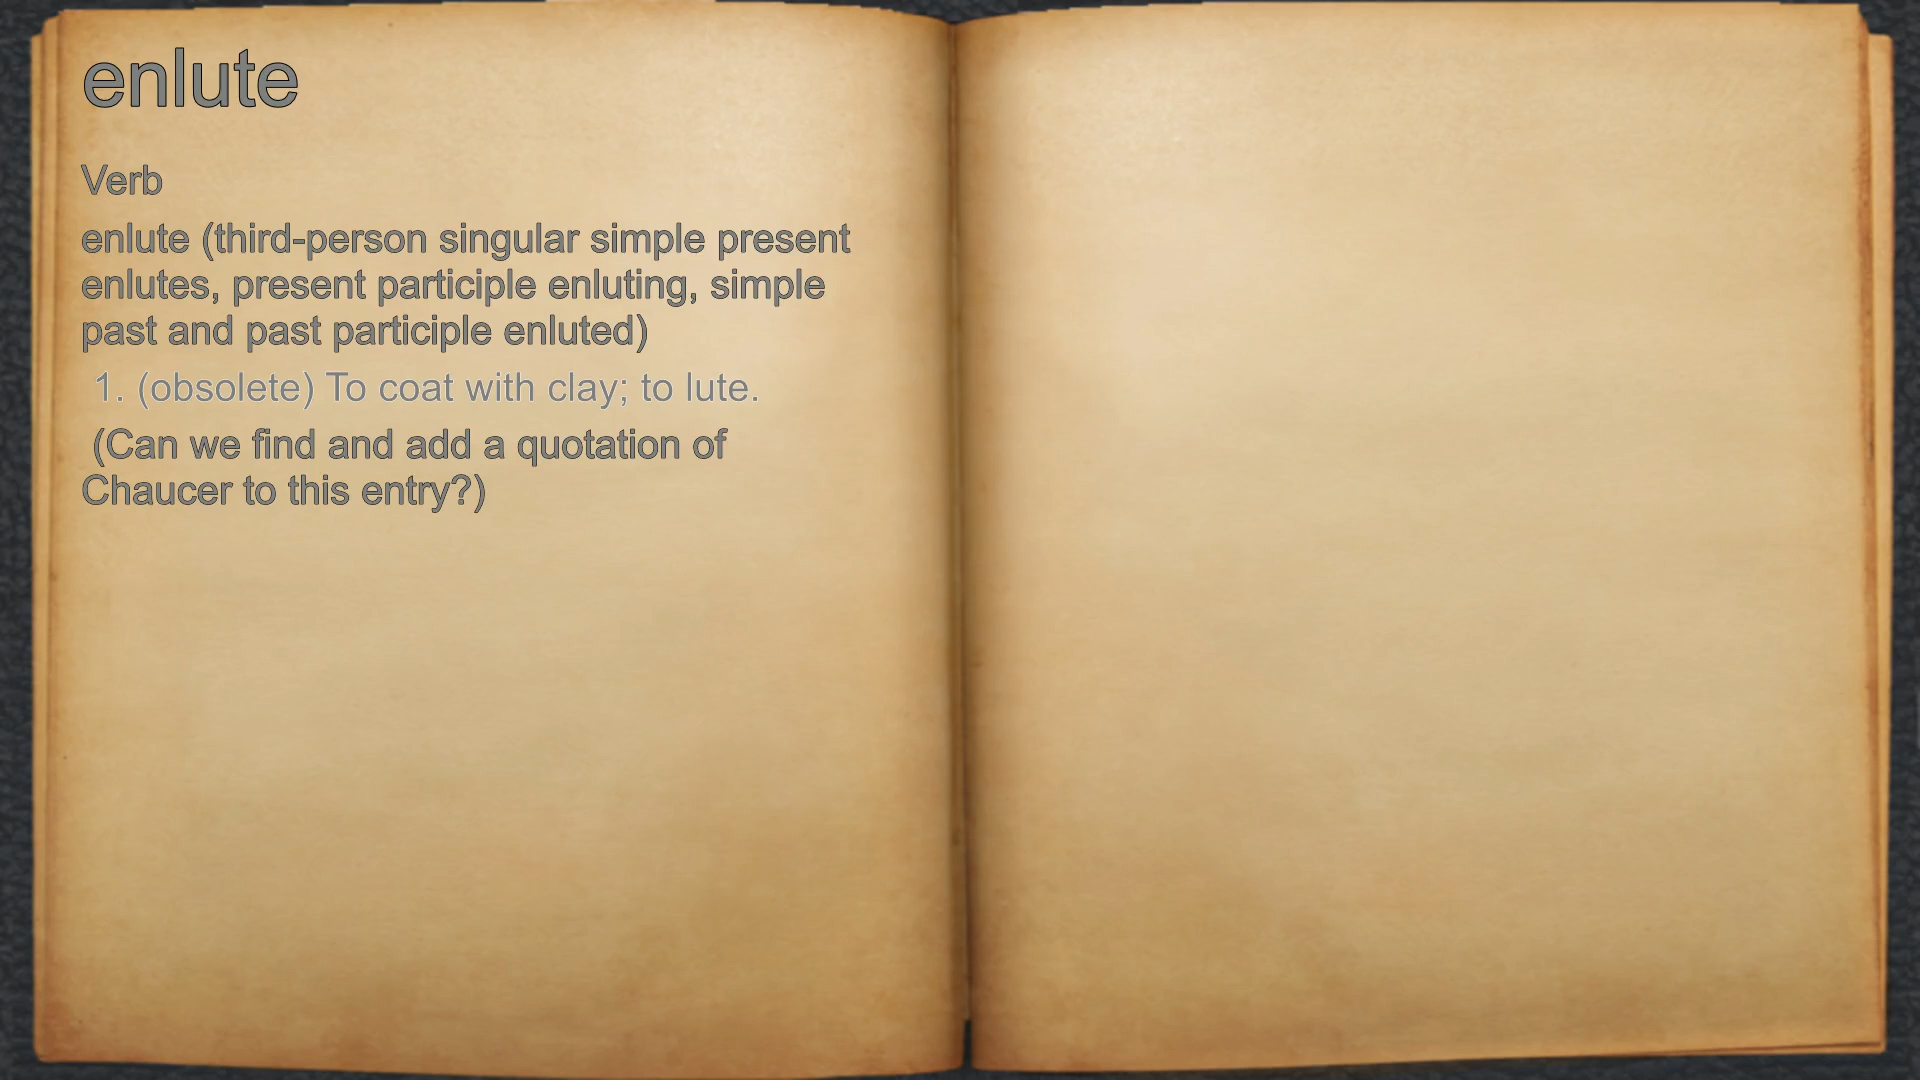 enlute
Verb
enlute (third-person singular simple present
enlutes, present participle enluting, simple
past and past participle enluted)
1. (obsolete) To coat with clay; to lute.
(Can we find and add a quotation of
Chaucer to this entry?)